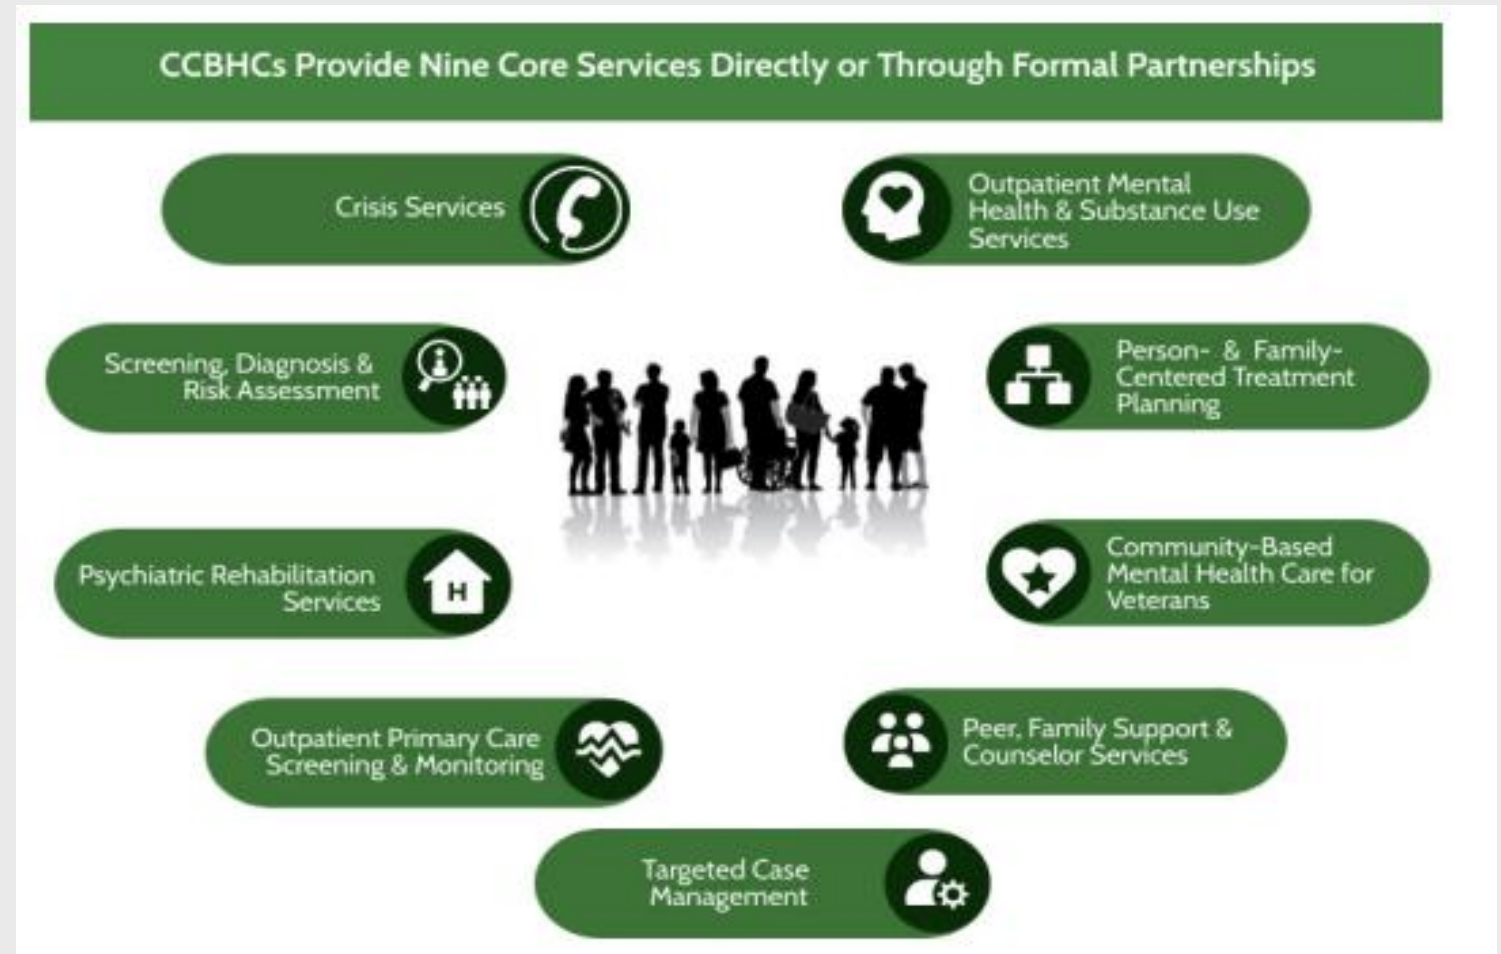 CCBHCs Provide Nine Core Services Directly or Through Formal Partnerships
Crisis Services
Outpatient Mental
Health & Substance Use
Services
Screening, Diagnosis &
Risk Assessment
Person- & Family-
Centered Treatment
Planning
Psychiatric Rehabilitation
Services
H
Community-Based
Mental Health Care for
Veterans
Outpatient Primary Care
Screening & Monitoring
Peer, Family Support &
Counselor Services
Targeted Case
Management